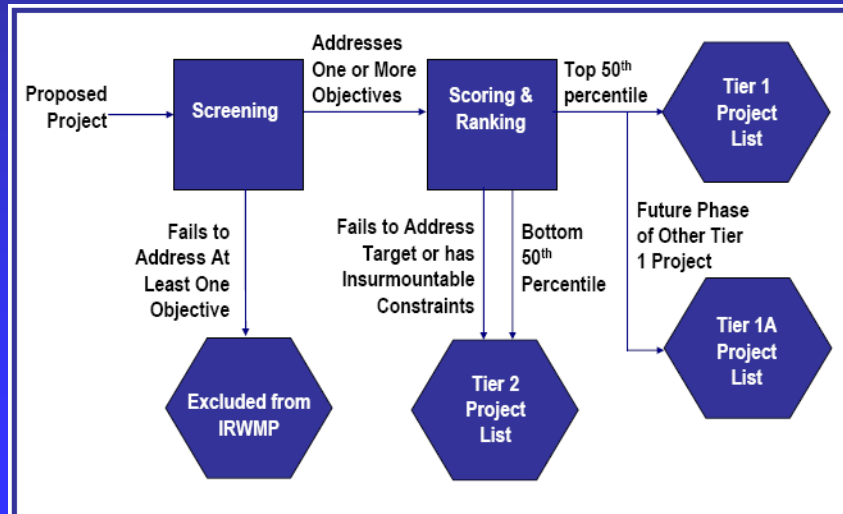 Proposed
Project
Screening
Addresses
One or More
Objectives
Scoring &
Ranking
Top 50th
percentile
Tier 1
Project
List
Fails to
Address At
Least One
Objective
Fails to Address
Target or has
Insurmountable
Constraints
Bottom
50th
Percentile
Future Phase
of Other Tier
1 Project
Excluded from
IRWMP
Tier 2
Project
List
Tier 1A
Project
List